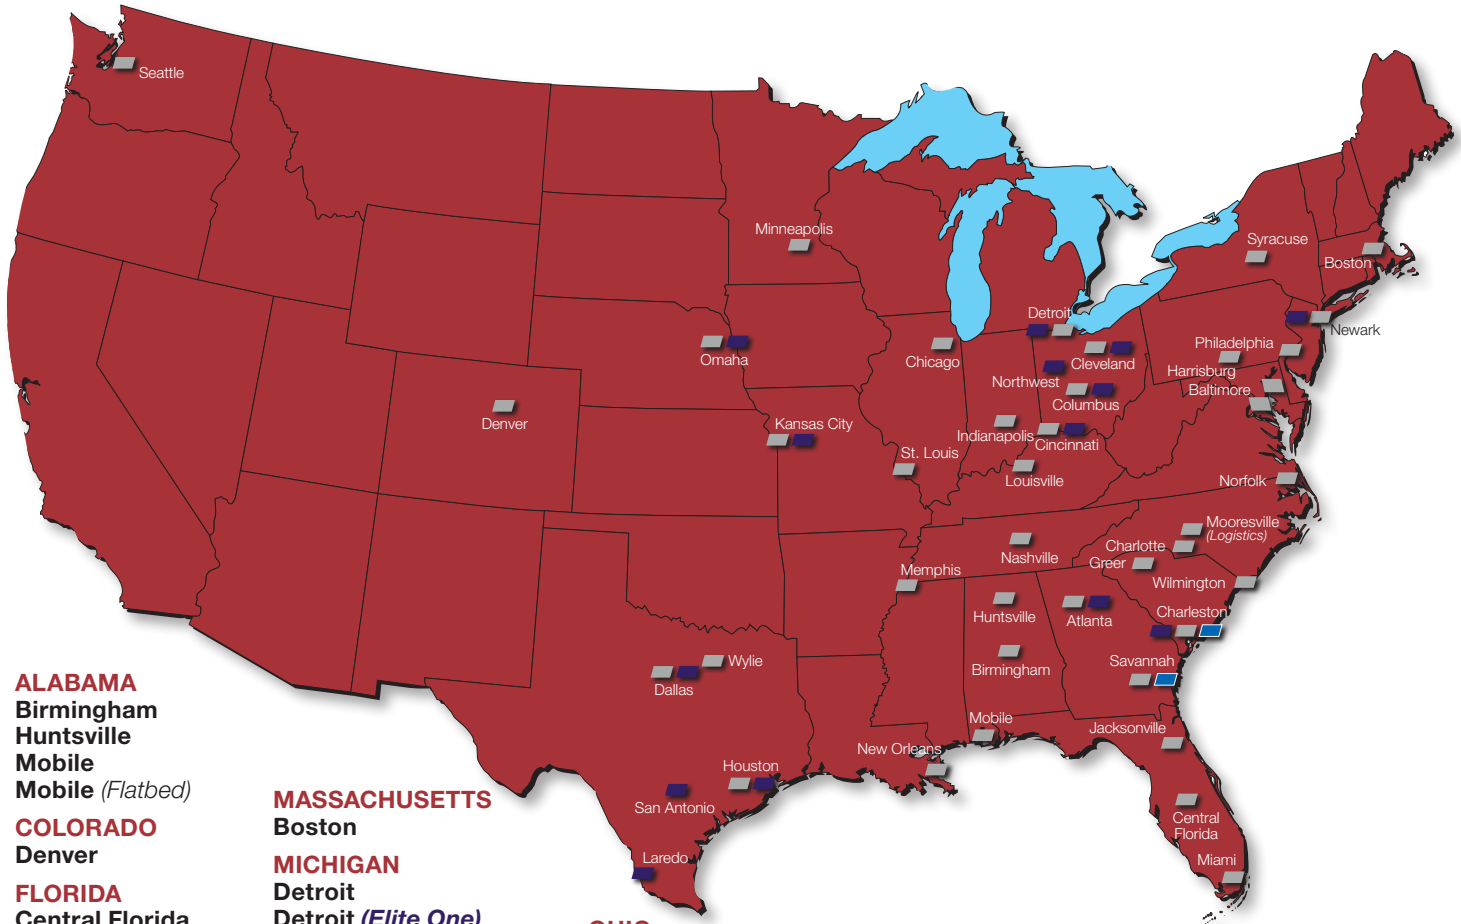 Seattle
Minneapolis
Syracuse
Boston
Detroit
Newark
Omaha
Chicago
Cleveland
Philadelphia
Northwest
Harrisburg
Columbus
Baltimore
Denver
Kansas City
Indianapolis
Cincinnati
St. Louis
Louisville
Norfolk
Mooresville
(Logistics)
Charlotte
Nashville
Greer
Memphis
Wilmington
Huntsville
Atlanta
Charleston
Wylie
Dallas
Birmingham
Savannah
Mobile
Jacksonville
New Orleans
Houston
San Antonio
Central
Florida
Laredo
Miami
ALABAMA
Birmingham
Huntsville
Mobile
Mobile (Flatbed)
COLORADO
Denver
FLORIDA
Central Florida
MASSACHUSETTS
Boston
MICHIGAN
Detroit
Detroit (Elite One)
OHIO